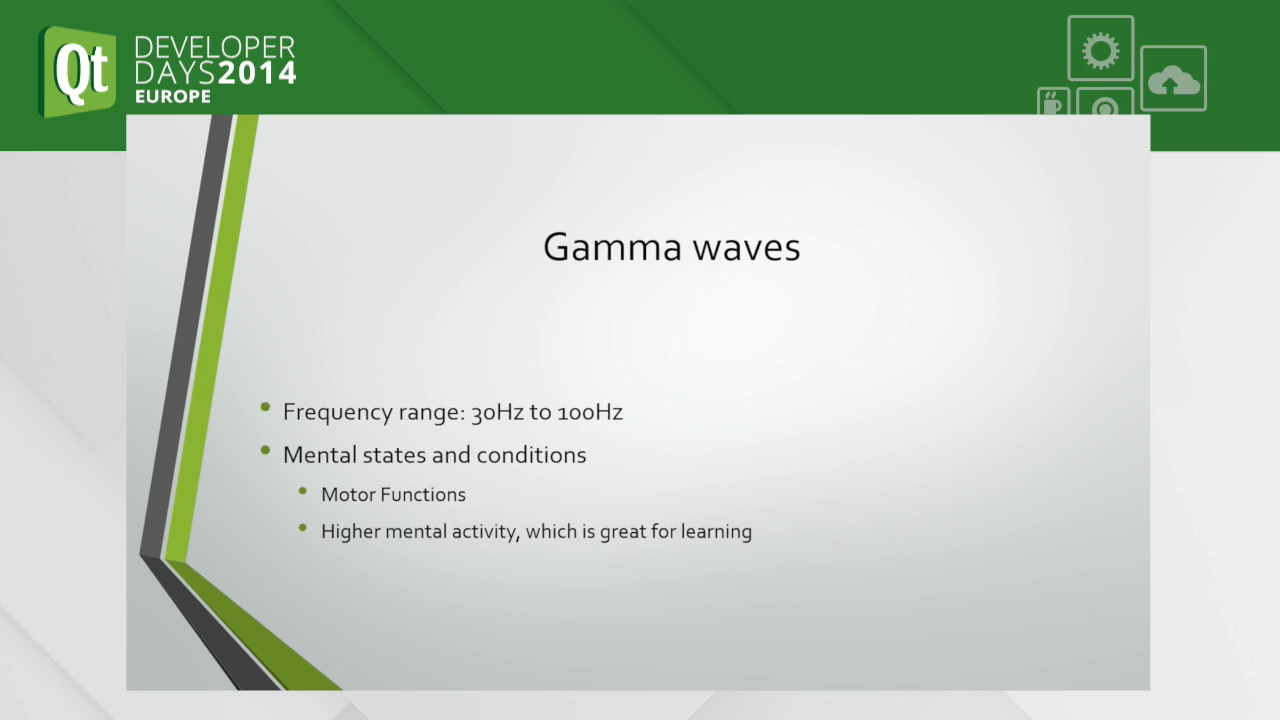 Qt
DEVELOPER
DAYS2014
EUROPE
Gamma waves
Frequency range: 30Hz to 100Hz
Mental states and conditions
Motor Functions
Higher mental activity, which is great for learning